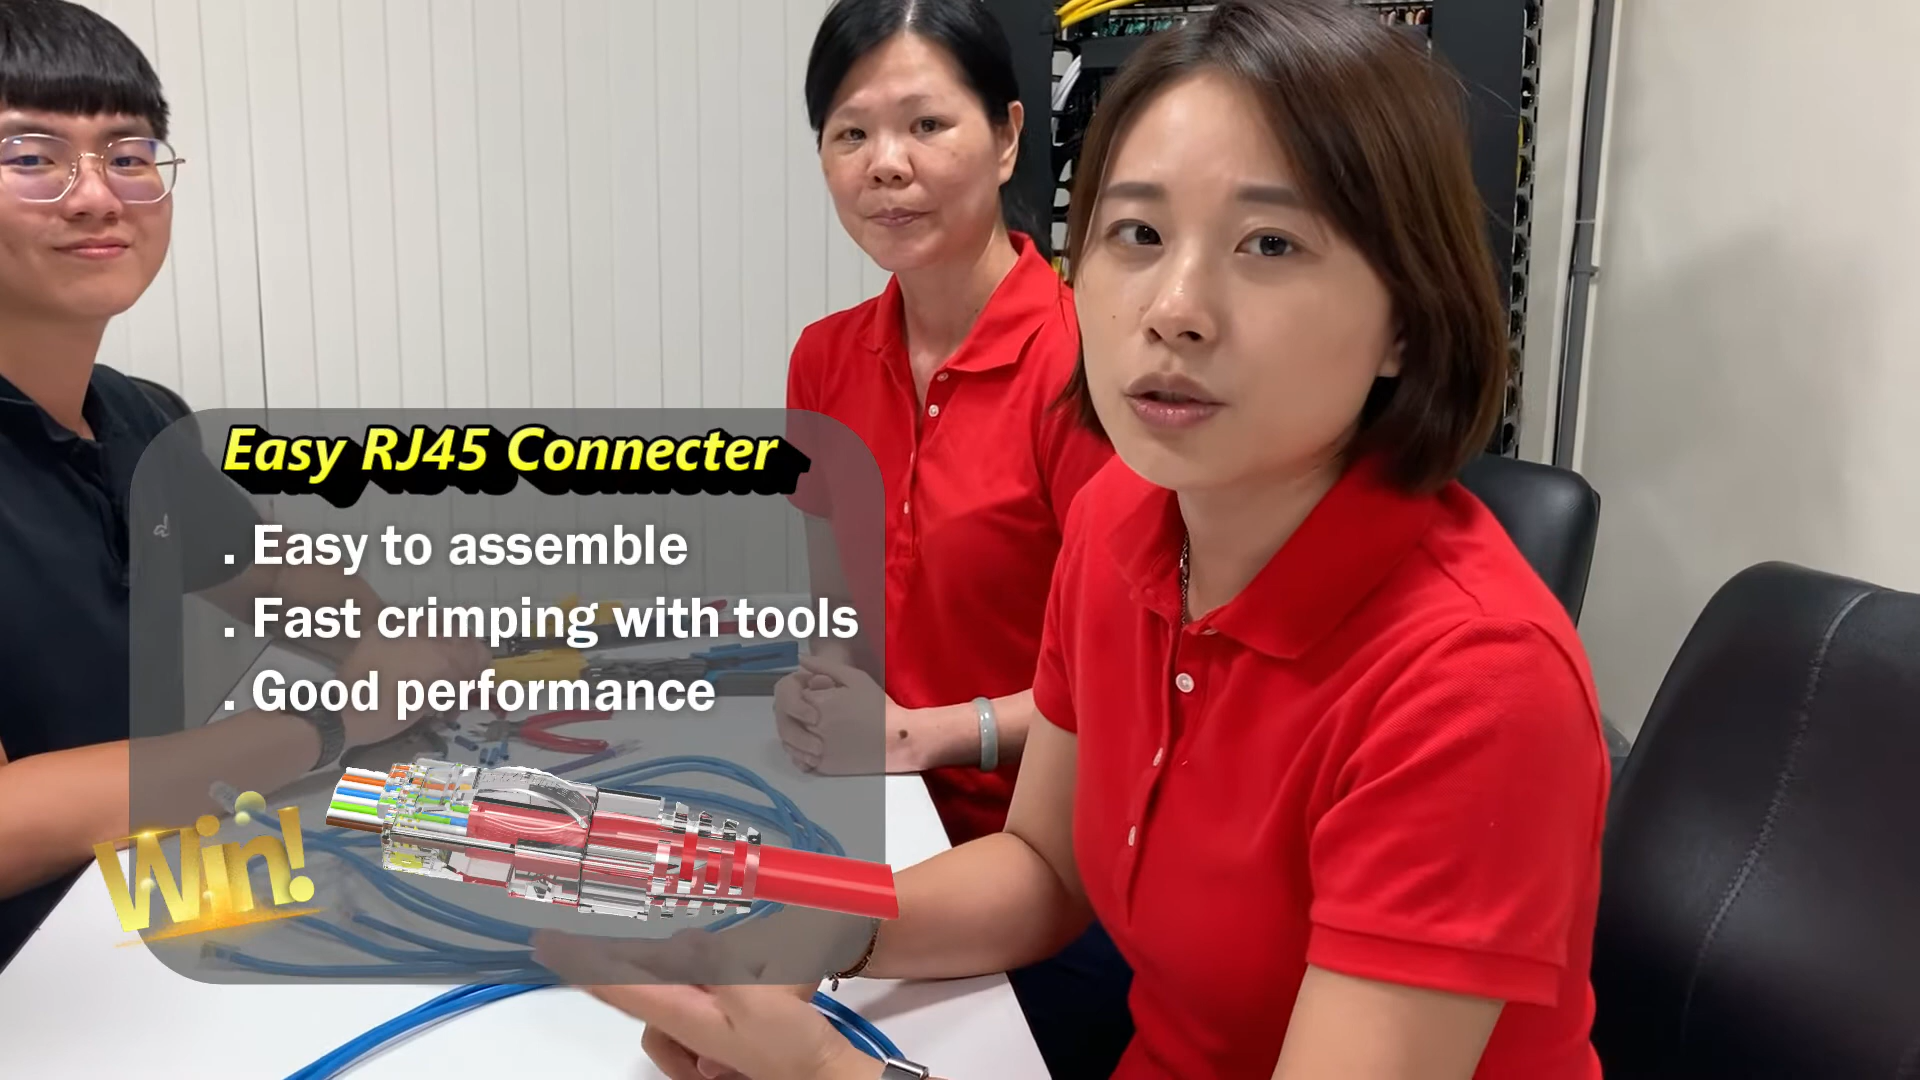 Easy RJ45 Connecter
. Easy to assemble
. Fast crimping with tools
. Good performance
Win!